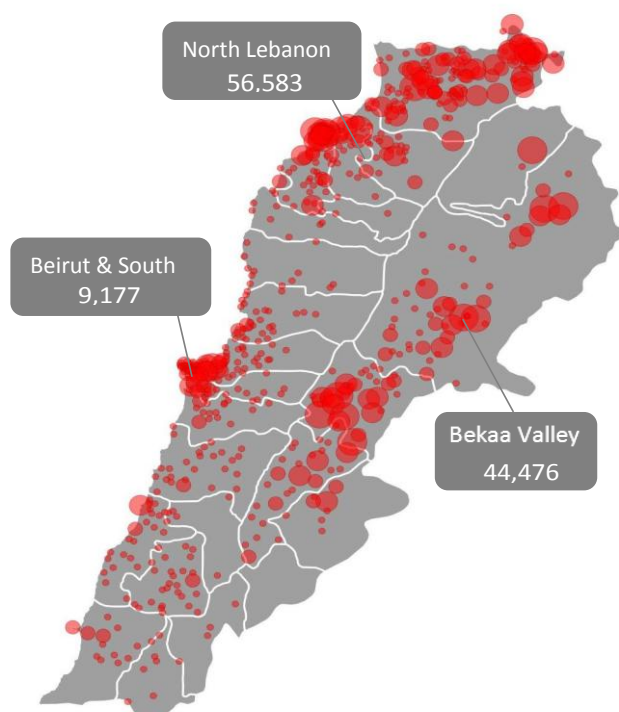 North Lebanon
56,583
Beirut & South
9,177
Bekaa Valley
44,476